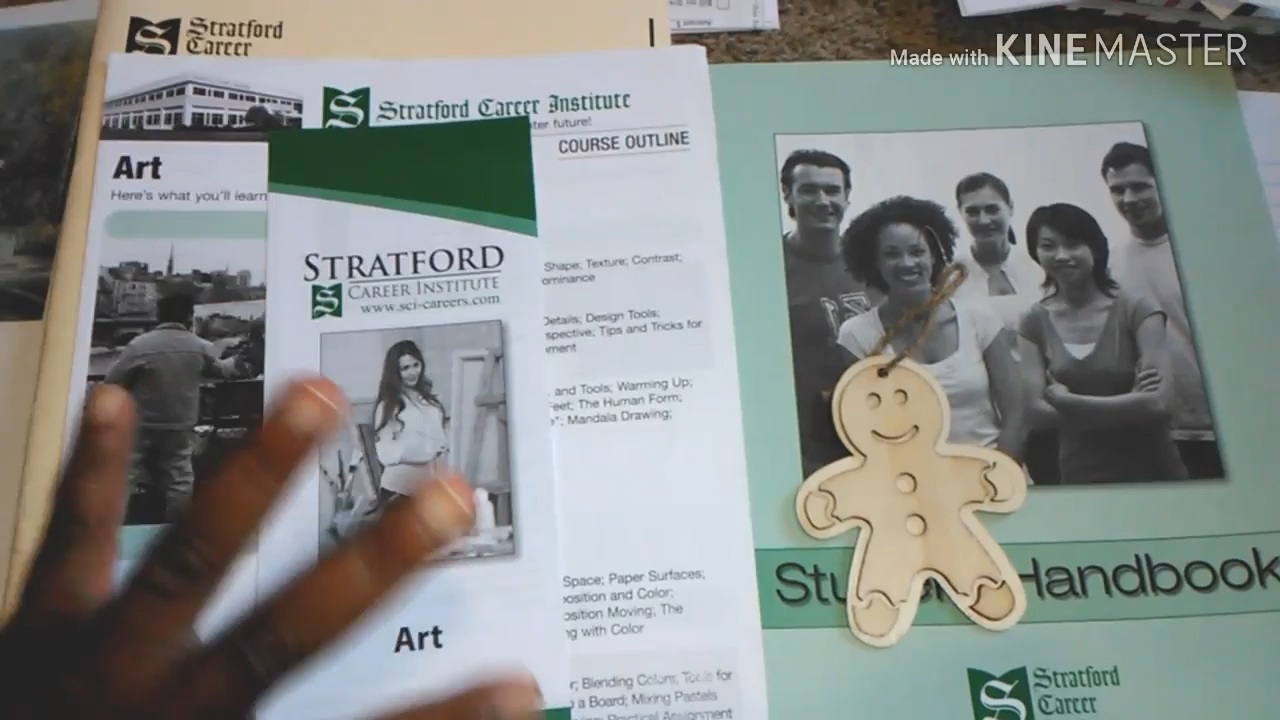 Made with KINEMASTER
Stratford
Career
Stratford Career Institute
ter future!
COURSE OUTLINE
Art
Here's what you'll learn
STRATFORD
CAREER INSTITUTE
www.sci-careers.com
Art
Shape; Texture; Contrast;
ominance
Details; Design Tools;
spective; Tips and Tricks for
ment
and Tools; Warming Up;
Feet; The Human Form;
Mandala Drawing;
Space; Paper Surfaces;
position and Color;
osition Moving; The
ng with Color
r; Blending Colors; Tools for
a Board; Mixing Pastels
Practical Assignment
Handbook
Stratford
Career